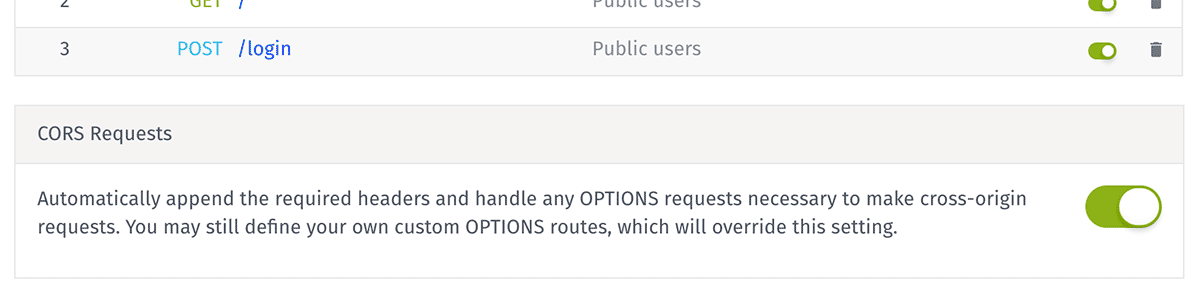 2 GET / Public users
3 POST /login Public users
CORS Requests
Automatically append the required headers and handle any OPTIONS requests necessary to make cross-origin
requests. You may still define your own custom OPTIONS routes, which will override this setting.